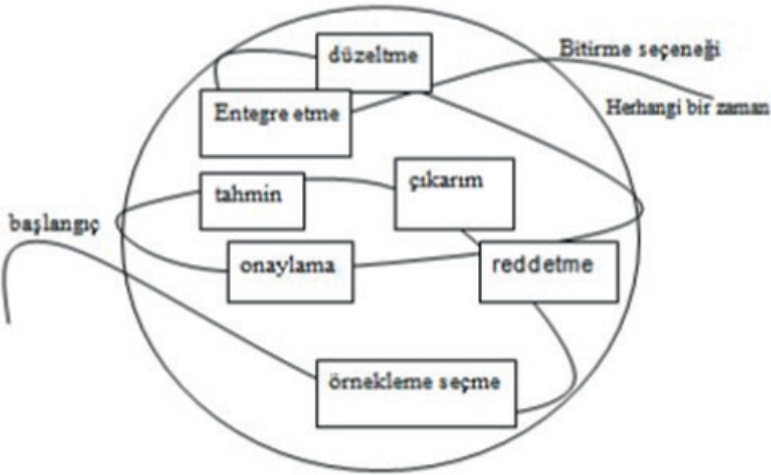 düzeltme
Bitirme seçeneği
Entegre etme
Herhangi bir zaman
tahmin
çıkarım
başlangıç
onaylama
reddetme
örnekleme seçme